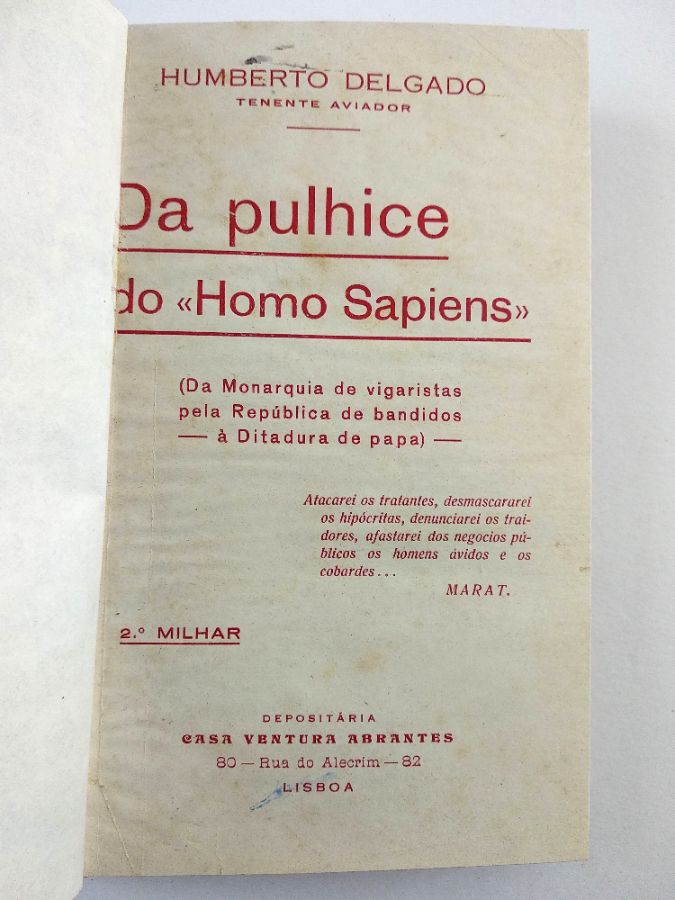 HUMBERTO DELGADO
TENENTE AVIADOR
Da pulhice
do «Homo Sapiens»
(Da Monarquia de vigaristas
pela República de bandidos
— à Ditadura de papa) —
Atacarei os tratantes, desmascararei
os hipócritas, denunciarei os trai-
dores, afastarei dos negocios pú-
blicos os homens ávidos e os
cobardes...
MARAT.
2.º MILHAR
DEPOSITÁRIA
CASA VENTURA ABRANTES
80 — Rua do Alecrim — 82
LISBOA